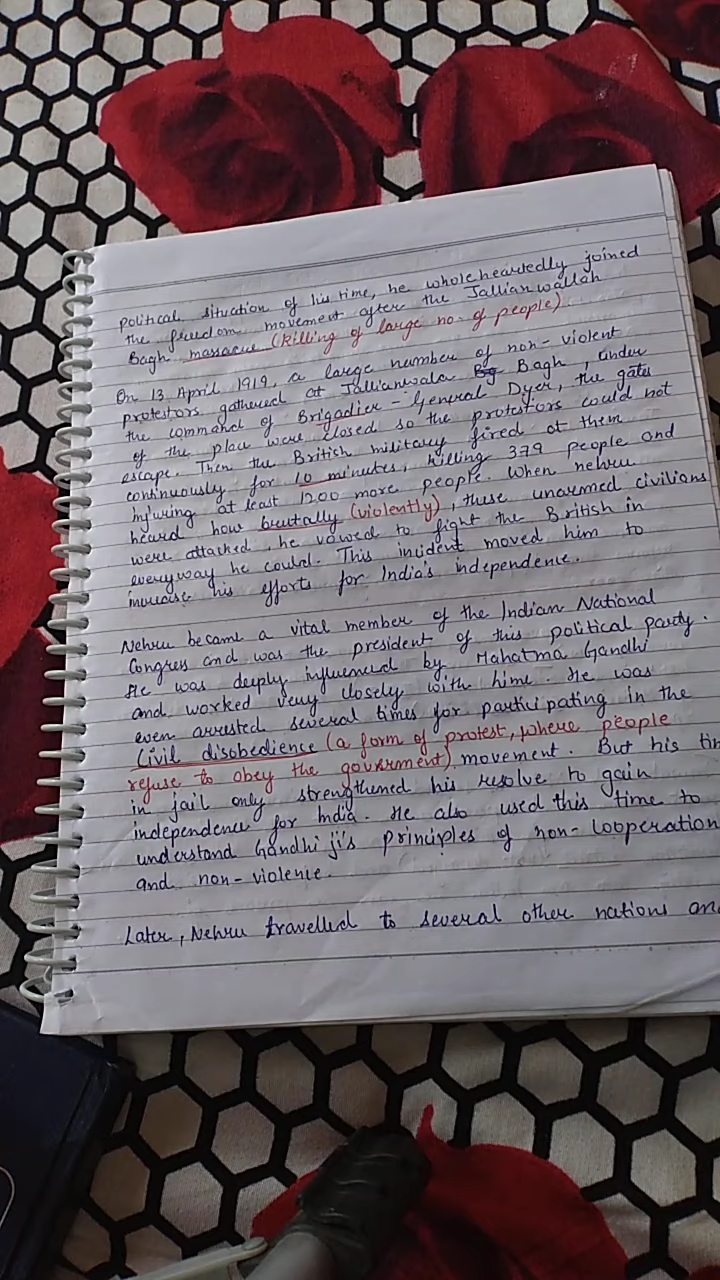 political situation of his time, he wholeheartedly joined
the freedom movement after the Jallianwallah
Bagh massacre (killing of large no. of people)
On 13 April 1919, a large number of non-violent
protestors gathered at Jallianwala Bagh, under
the command of Brigadier-General Dyer, the gates
of the place were closed so the protestors could not
escape. Then the British military fired at them
continuously for 10 minutes, killing 379 people and
injuring at least 1200 more people. When nehru
heard how brutally (violently), these unarmed civilians
were attacked, he vowed to fight the British in
everyway he could. This incident moved him to
increase his efforts for India's independence.
Nehru became a vital member of the Indian National
Congress and was the president of this political party.
He was deeply influenced by Mahatma Gandhi
and worked very closely with hime. He was
even arrested several times for participating in the
Civil disobedience (a form of protest, where people
refuse to obey the government) movement. But his tim
in jail only strengthened his resolve to gain
independence for India. He also used this time to
understand Gandhi ji's principles of non-cooperation
and non-violence.
Later, Nehru travelled to several other nations an